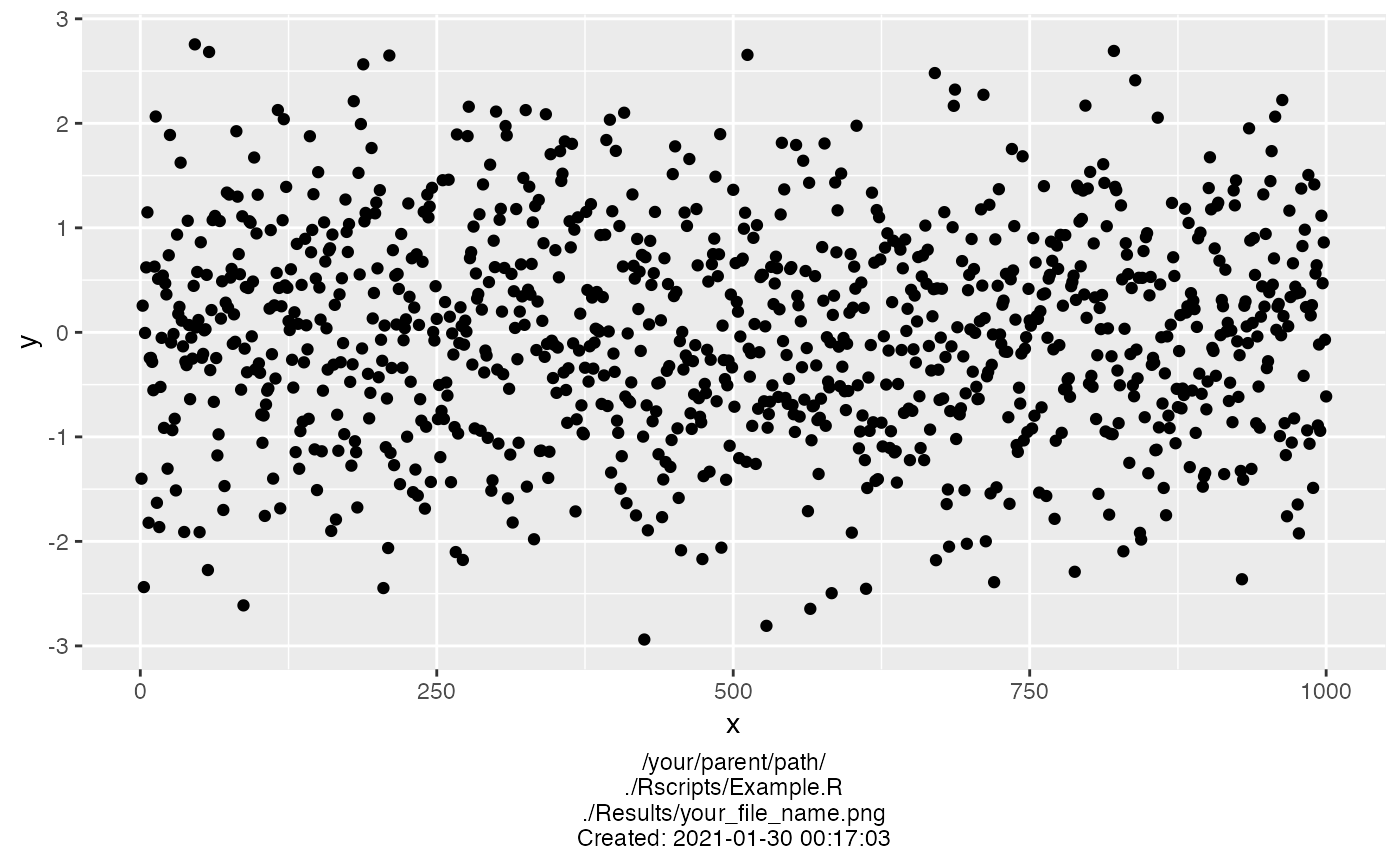 3
2
1
0
-1
-2
-3
y
0 250 500 750 1000
x
/your/parent/path/
./Rscripts/Example.R
./Results/your_file_name.png
Created: 2021-01-30 00:17:03